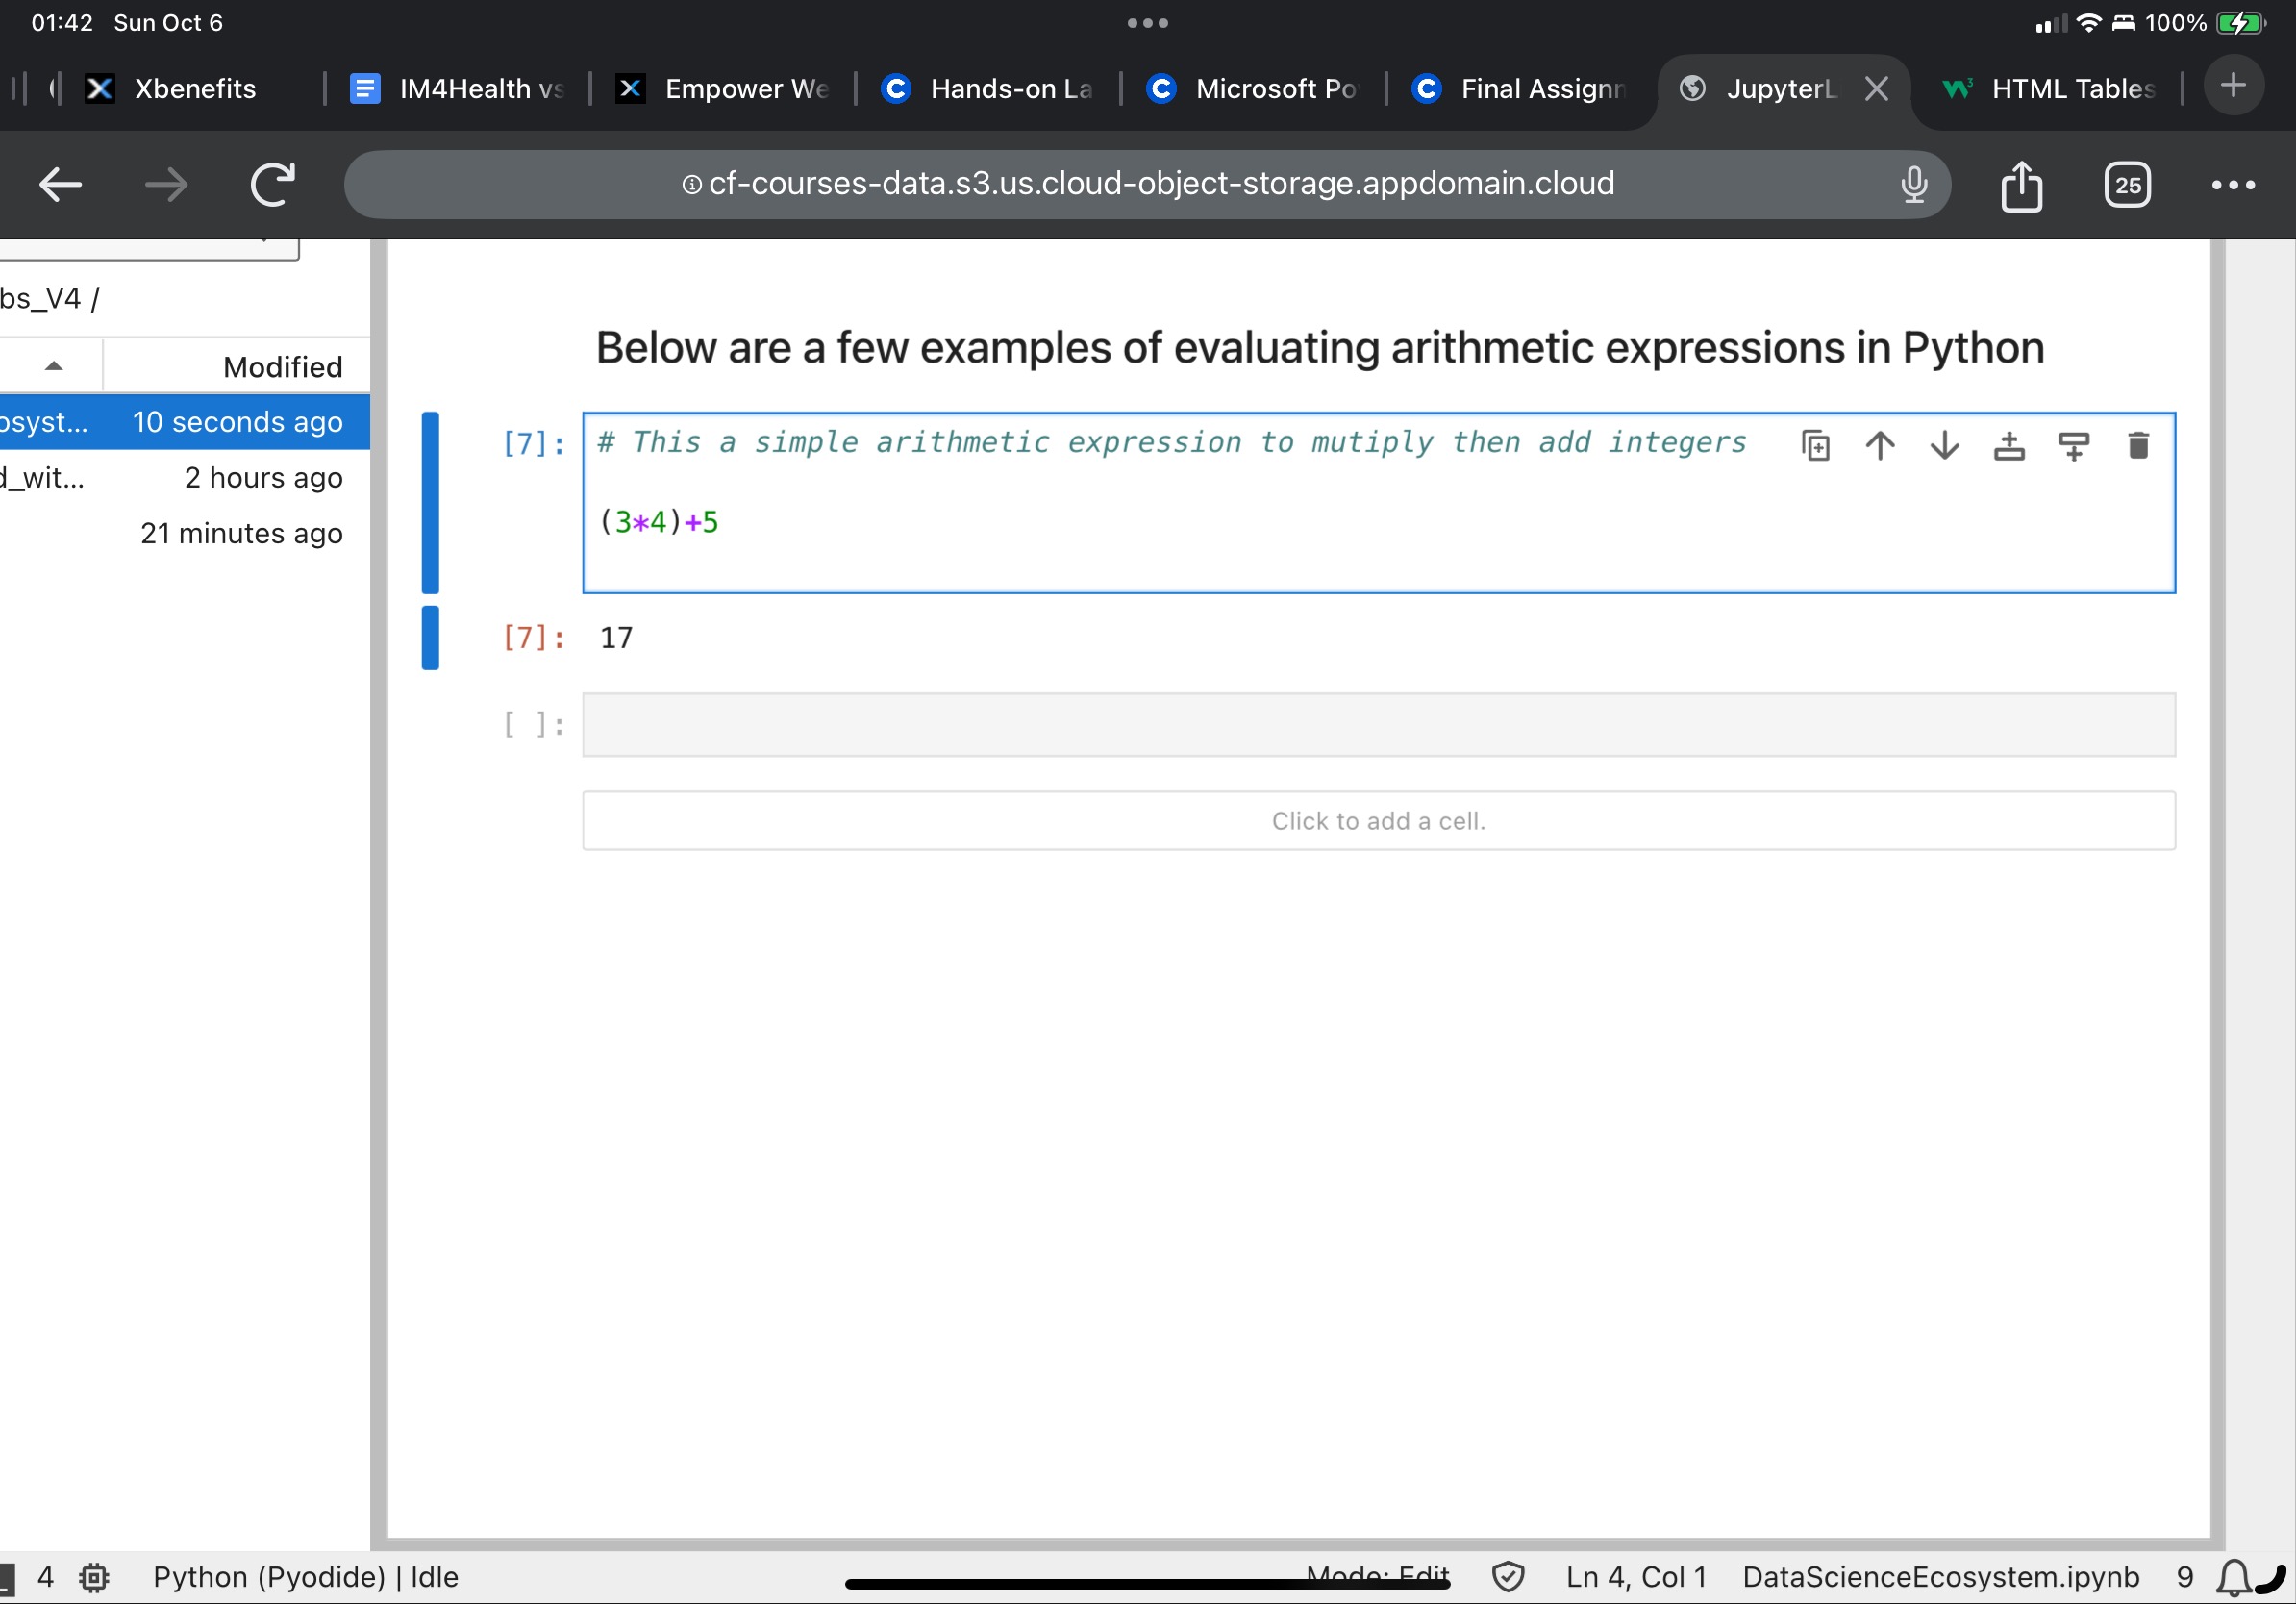 01:42 Sun Oct 6
100%
Xbenefits
IM4Health vs
Empower We
Hands-on La
Microsoft Po
Final Assignn
JupyterL
HTML Tables
cf-courses-data.s3.us.cloud-object-storage.appdomain.cloud
25
bs_V4 /
Modified
osyst... 10 seconds ago
d_wit... 2 hours ago
21 minutes ago
Below are a few examples of evaluating arithmetic expressions in Python
[7]: # This a simple arithmetic expression to mutiply then add integers
(3*4)+5
[7]: 17
[ ]:
Click to add a cell.
4 Python (Pyodide) | Idle
Mode: Edit
Ln 4, Col 1
DataScienceEcosystem.ipynb
9